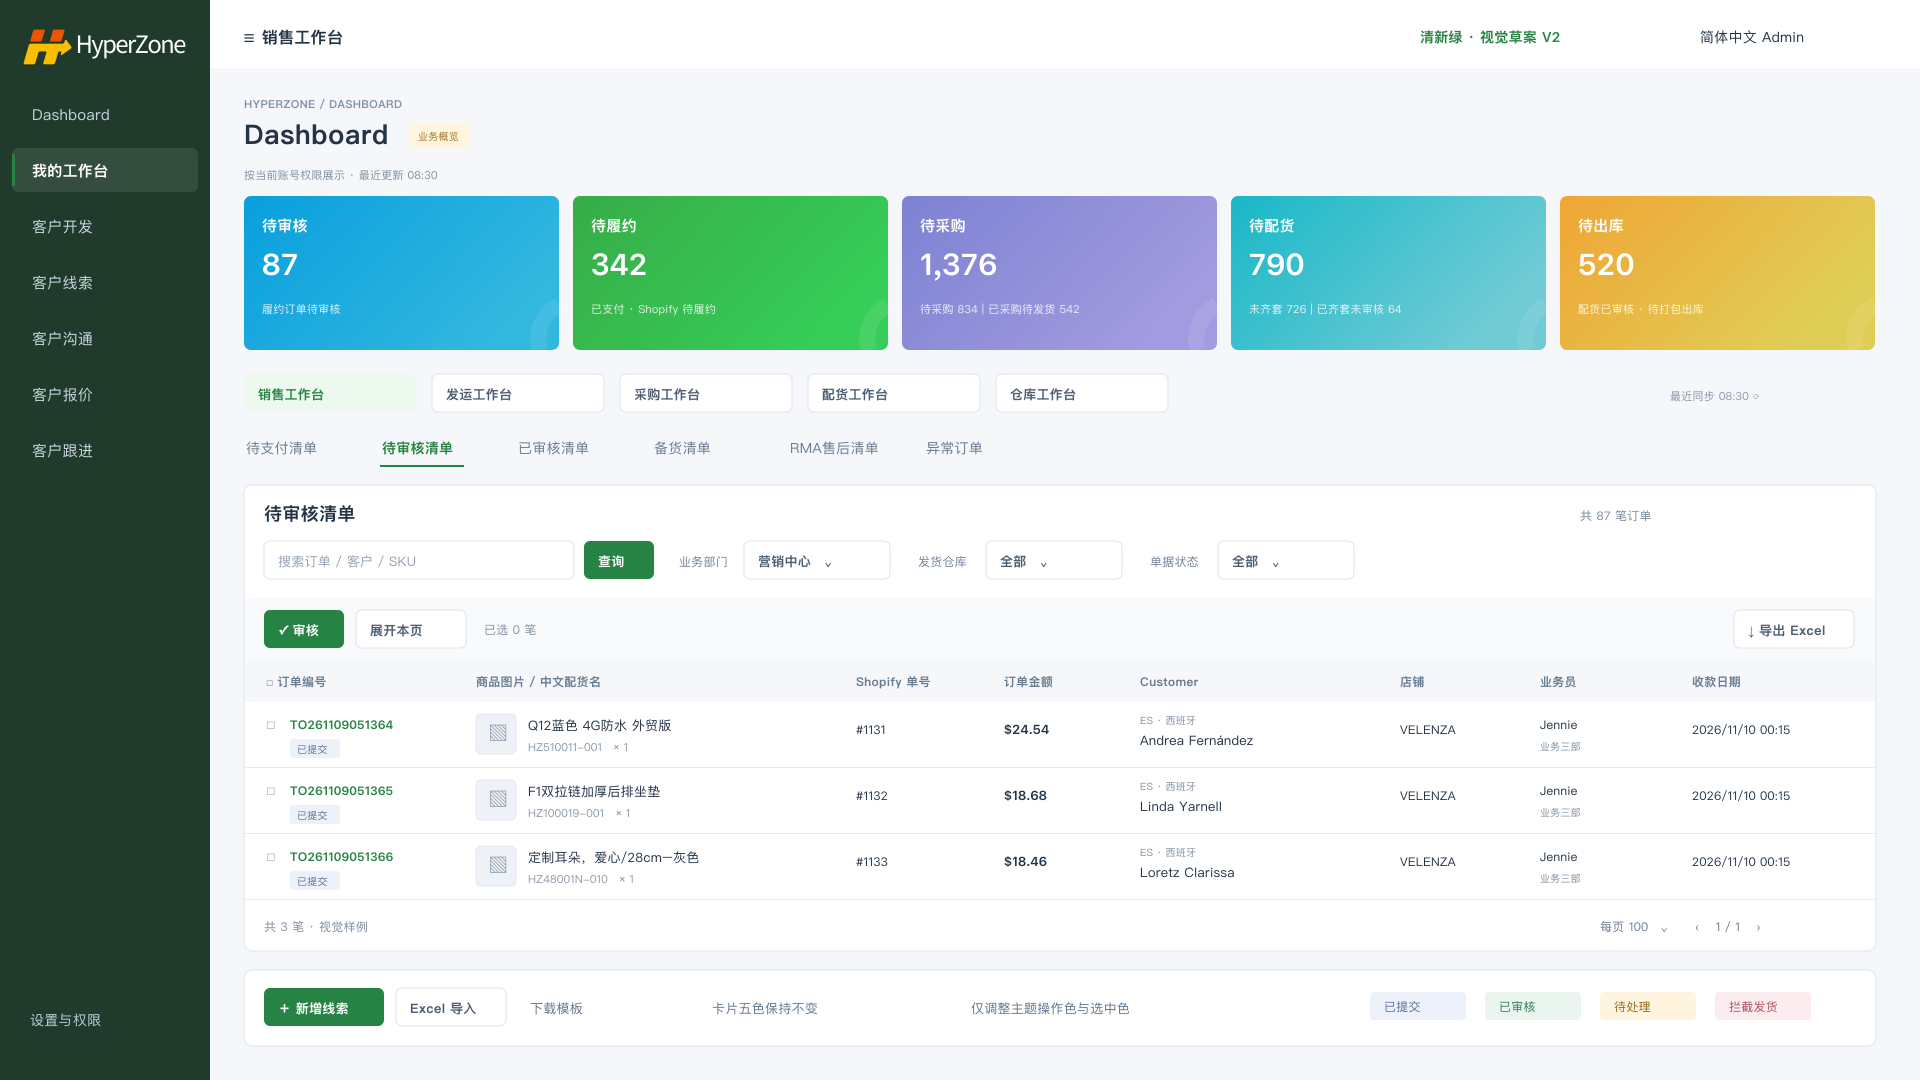 HyperZone
Dashboard
我的工作台
客户开发
客户线索
客户沟通
客户报价
客户跟进
设置与权限
≡ 销售工作台
清新绿 · 视觉草案 V2
简体中文 Admin
HYPERZONE / DASHBOARD
Dashboard 业务概览
按当前账号权限展示 · 最近更新 08:30
待审核
87
履约订单待审核
待履约
342
已支付 · Shopify 待履约
待采购
1,376
待采购 834 | 已采购待发货 542
待配货
790
未齐套 726 | 已齐套未审核 64
待出库
520
配货已审核 · 待打包出库
销售工作台 发运工作台 采购工作台 配货工作台 仓库工作台 最近同步 08:30
待支付清单 待审核清单 已审核清单 备货清单 RMA售后清单 异常订单
待审核清单 共 87 笔订单
搜索订单 / 客户 / SKU 查询 业务部门 营销中心 发货仓库 全部 单据状态 全部
✓ 审核 展开本页 已选 0 笔 ↓ 导出 Excel
□ 订单编号 商品图片 / 中文配货名 Shopify 单号 订单金额 Customer 店铺 业务员 收款日期
□ TO261109051364 已提交 Q12蓝色 4G防水 外贸版 HZ510011-001 × 1 #1131 $24.54 ES · 西班牙 Andrea Fernández VELENZA Jennie 业务三部 2026/11/10 00:15
□ TO261109051365 已提交 F1双拉链加厚后排坐垫 HZ100019-001 × 1 #1132 $18.68 ES · 西班牙 Linda Yarnell VELENZA Jennie 业务三部 2026/11/10 00:15
□ TO261109051366 已提交 定制耳朵，爱心/28cm—灰色 HZ48001N-010 × 1 #1133 $18.46 ES · 西班牙 Loretz Clarissa VELENZA Jennie 业务三部 2026/11/10 00:15
共 3 笔 · 视觉样例 每页 100 ‹ 1 / 1 ›
+ 新增线索 Excel 导入 下载模板 卡片五色保持不变 仅调整主题操作色与选中色 已提交 已审核 待处理 拦截发货